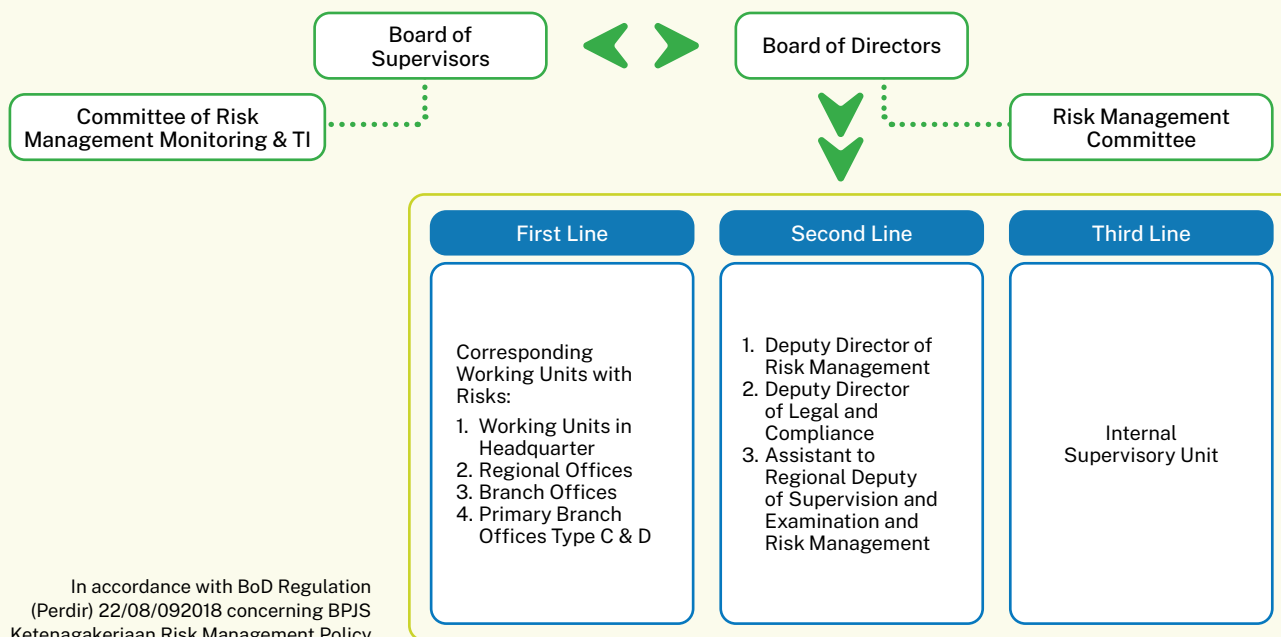 Board of
Supervisors
Board of Directors
Committee of Risk
Management Monitoring & TI
Risk Management
Committee
First Line
Corresponding
Working Units with
Risks:
1. Working Units in
Headquarter
2. Regional Offices
3. Branch Offices
4. Primary Branch
Offices Type C & D
Second Line
1. Deputy Director of
Risk Management
2. Deputy Director
of Legal and
Compliance
3. Assistant to
Regional Deputy
of Supervision and
Examination and
Risk Management
Third Line
Internal
Supervisory Unit
In accordance with BoD Regulation
(Perdir) 22/08/092018 concerning BPJS
Ketenagakerjaan Risk Management Policy